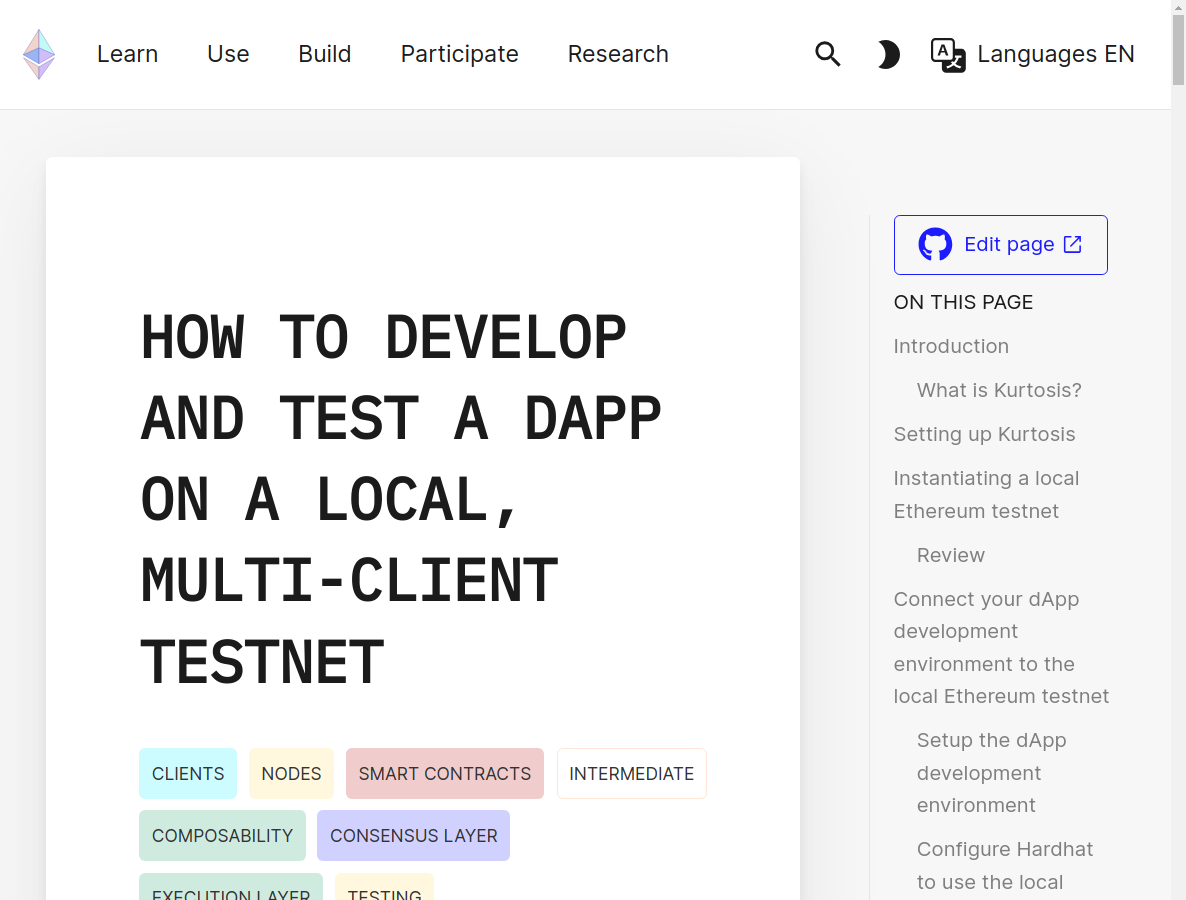 Learn Use Build Participate Research Languages EN
HOW TO DEVELOP
AND TEST A DAPP
ON A LOCAL,
MULTI-CLIENT
TESTNET
CLIENTS NODES SMART CONTRACTS INTERMEDIATE
COMPOSABILITY CONSENSUS LAYER
EXECUTION LAYER TESTING
Edit page
ON THIS PAGE
Introduction
What is Kurtosis?
Setting up Kurtosis
Instantiating a local
Ethereum testnet
Review
Connect your dApp
development
environment to the
local Ethereum testnet
Setup the dApp
development
environment
Configure Hardhat
to use the local